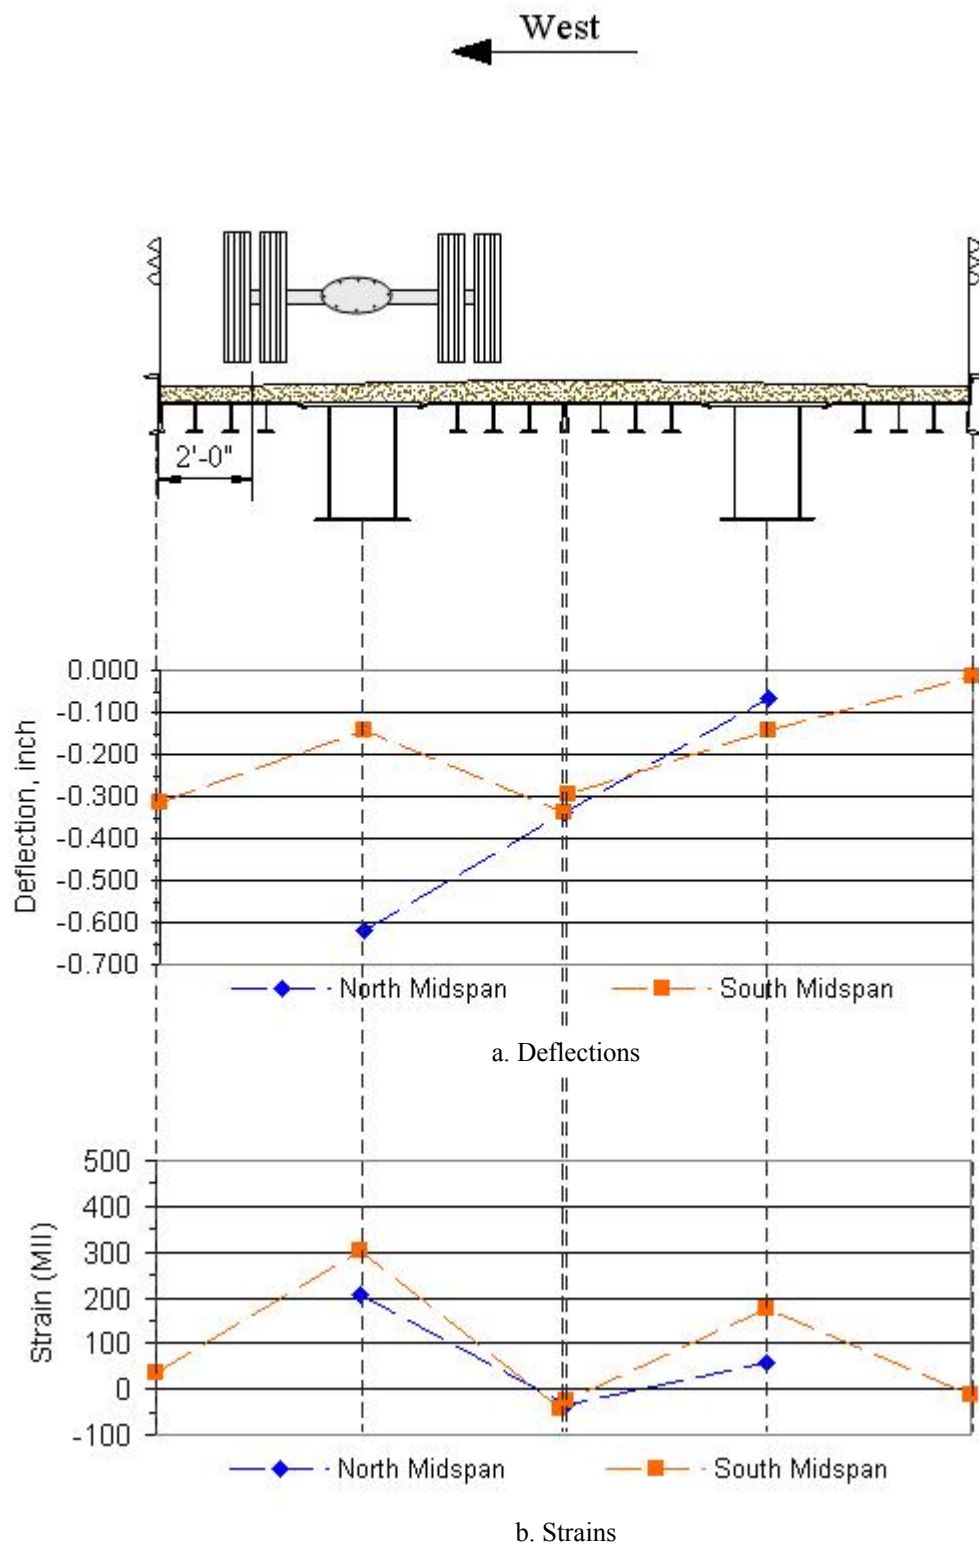 West
2'-0"
0.000
-0.100
-0.200
-0.300
-0.400
-0.500
-0.600
-0.700
Deflection, inch
North Midspan South Midspan
a. Deflections
500
400
300
200
100
0
-100
Strain (MII)
North Midspan South Midspan
b. Strains